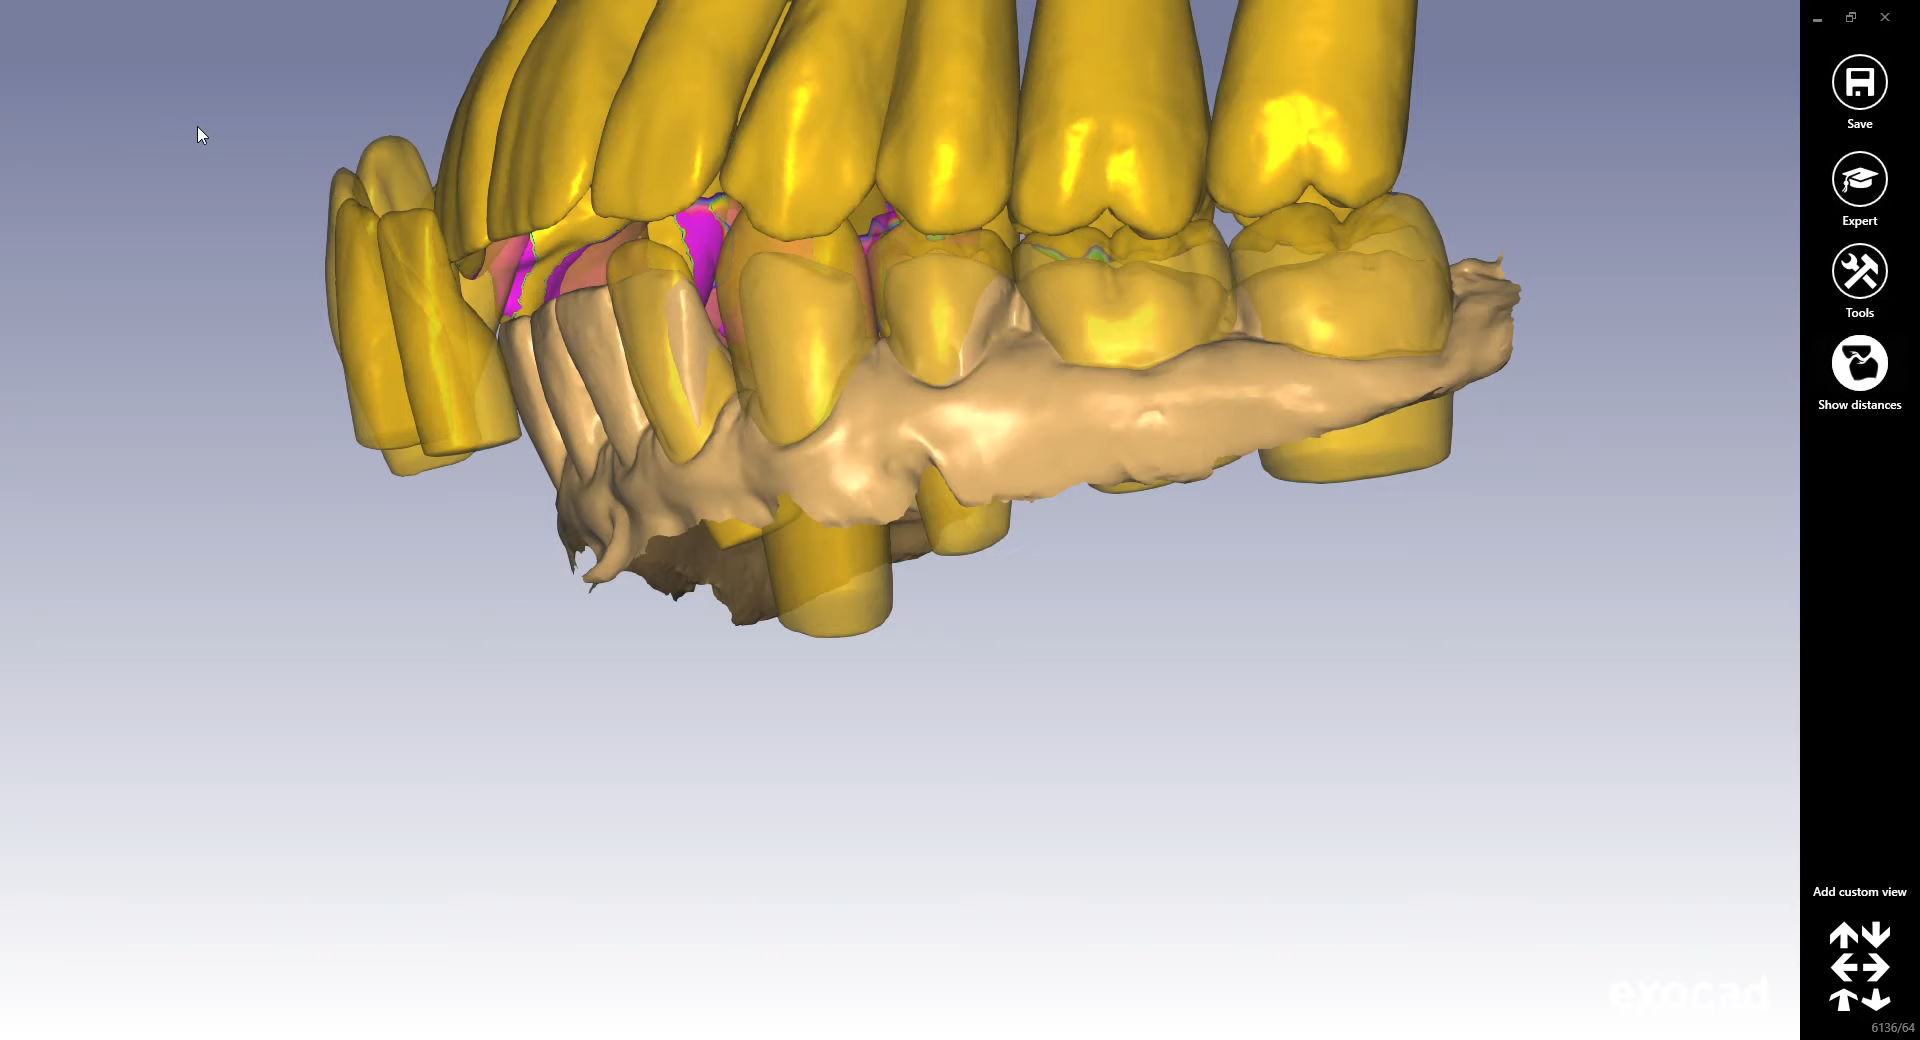 Save
Expert
Tools
Show distances
Add custom view
exocad
6136/64